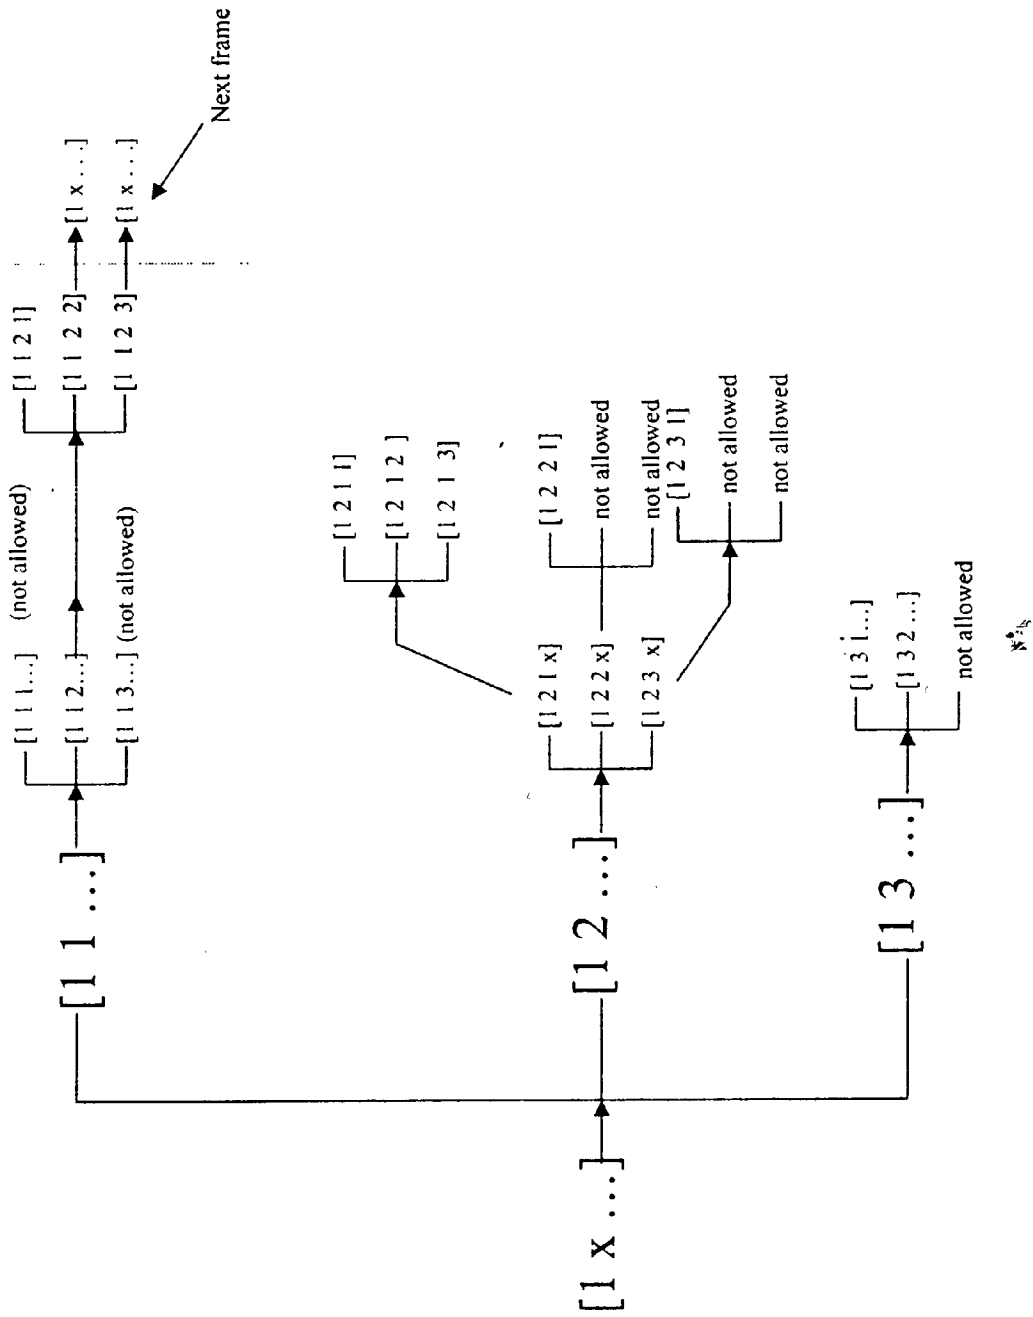 [1 x ...]
[1 1 ...]
[1 1 1...] (not allowed)
[1 1 2...]
[1 1 3...] (not allowed)
[1 1 2 1]
[1 1 2 2]
[1 x ...]
[1 1 2 3]
[1 x ...]
Next frame
[1 2 ...]
[1 2 1 x]
[1 2 2 x]
[1 2 3 x]
[1 2 1 1]
[1 2 1 2 ]
[1 2 1 3]
[1 2 2 1]
not allowed
not allowed
[1 2 3 1]
not allowed
not allowed
[1 3 ...]
[1 3 1...]
[1 3 2 ...]
not allowed